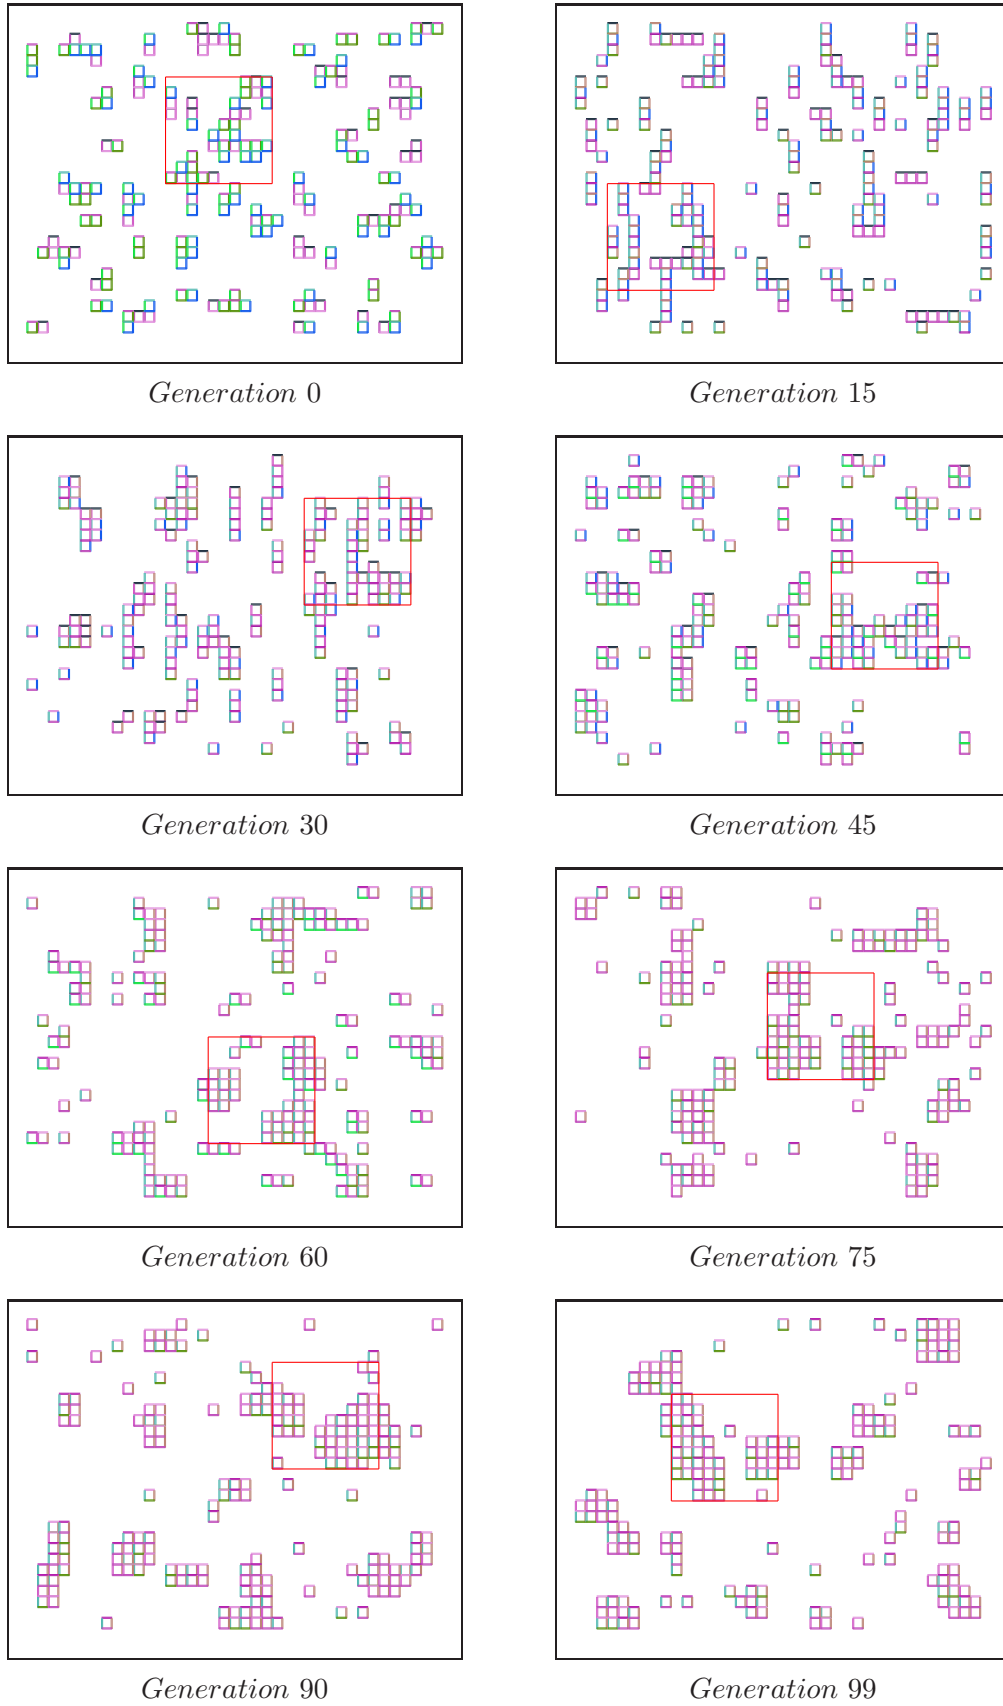 Generation 0
Generation 15
Generation 30
Generation 45
Generation 60
Generation 75
Generation 90
Generation 99